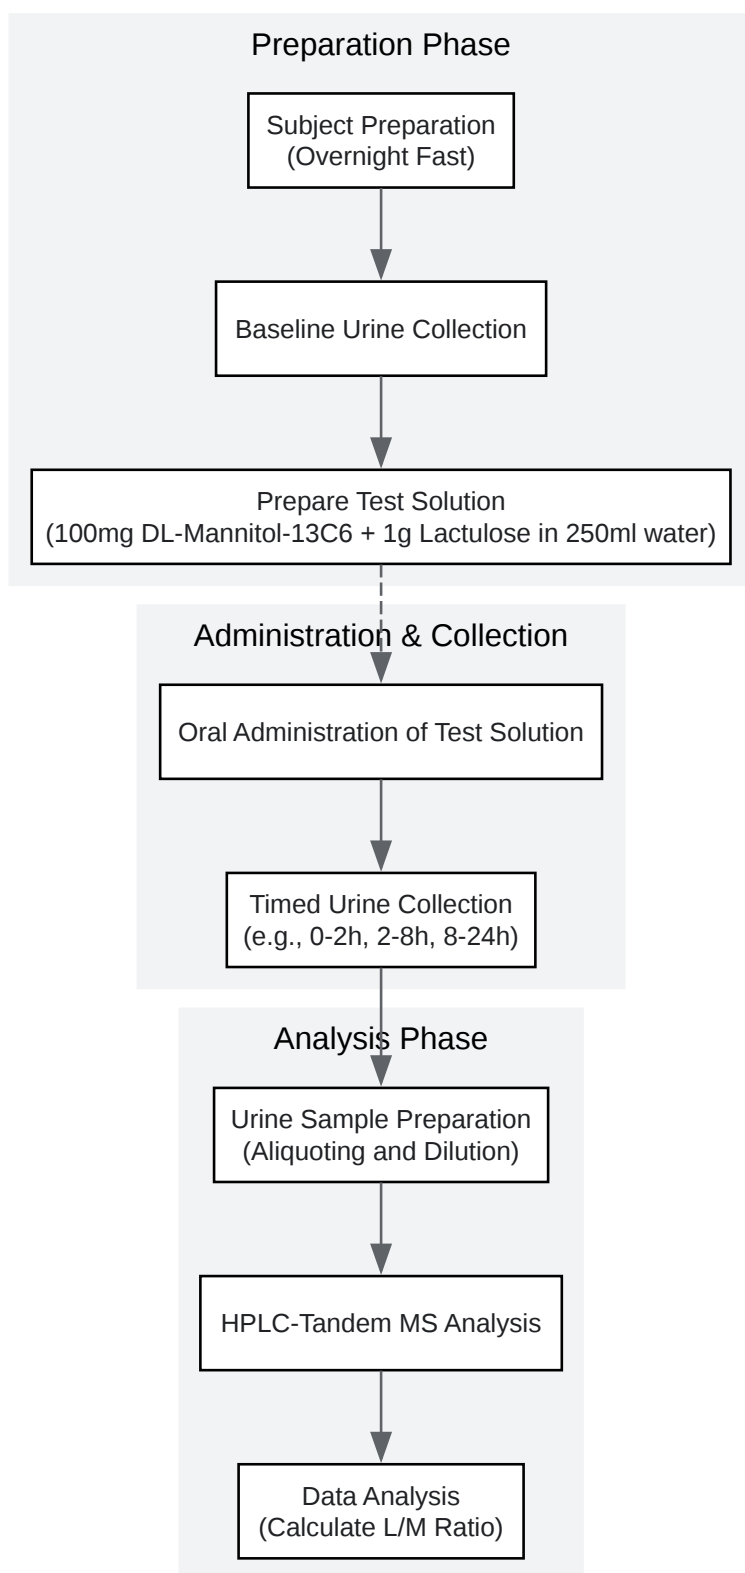 Preparation Phase
Subject Preparation
(Overnight Fast)
Baseline Urine Collection
Prepare Test Solution
(100mg DL-Mannitol-13C6 + 1g Lactulose in 250ml water)
Administration & Collection
Oral Administration of Test Solution
Timed Urine Collection
(e.g., 0-2h, 2-8h, 8-24h)
Analysis Phase
Urine Sample Preparation
(Aliquoting and Dilution)
HPLC-Tandem MS Analysis
Data Analysis
(Calculate L/M Ratio)